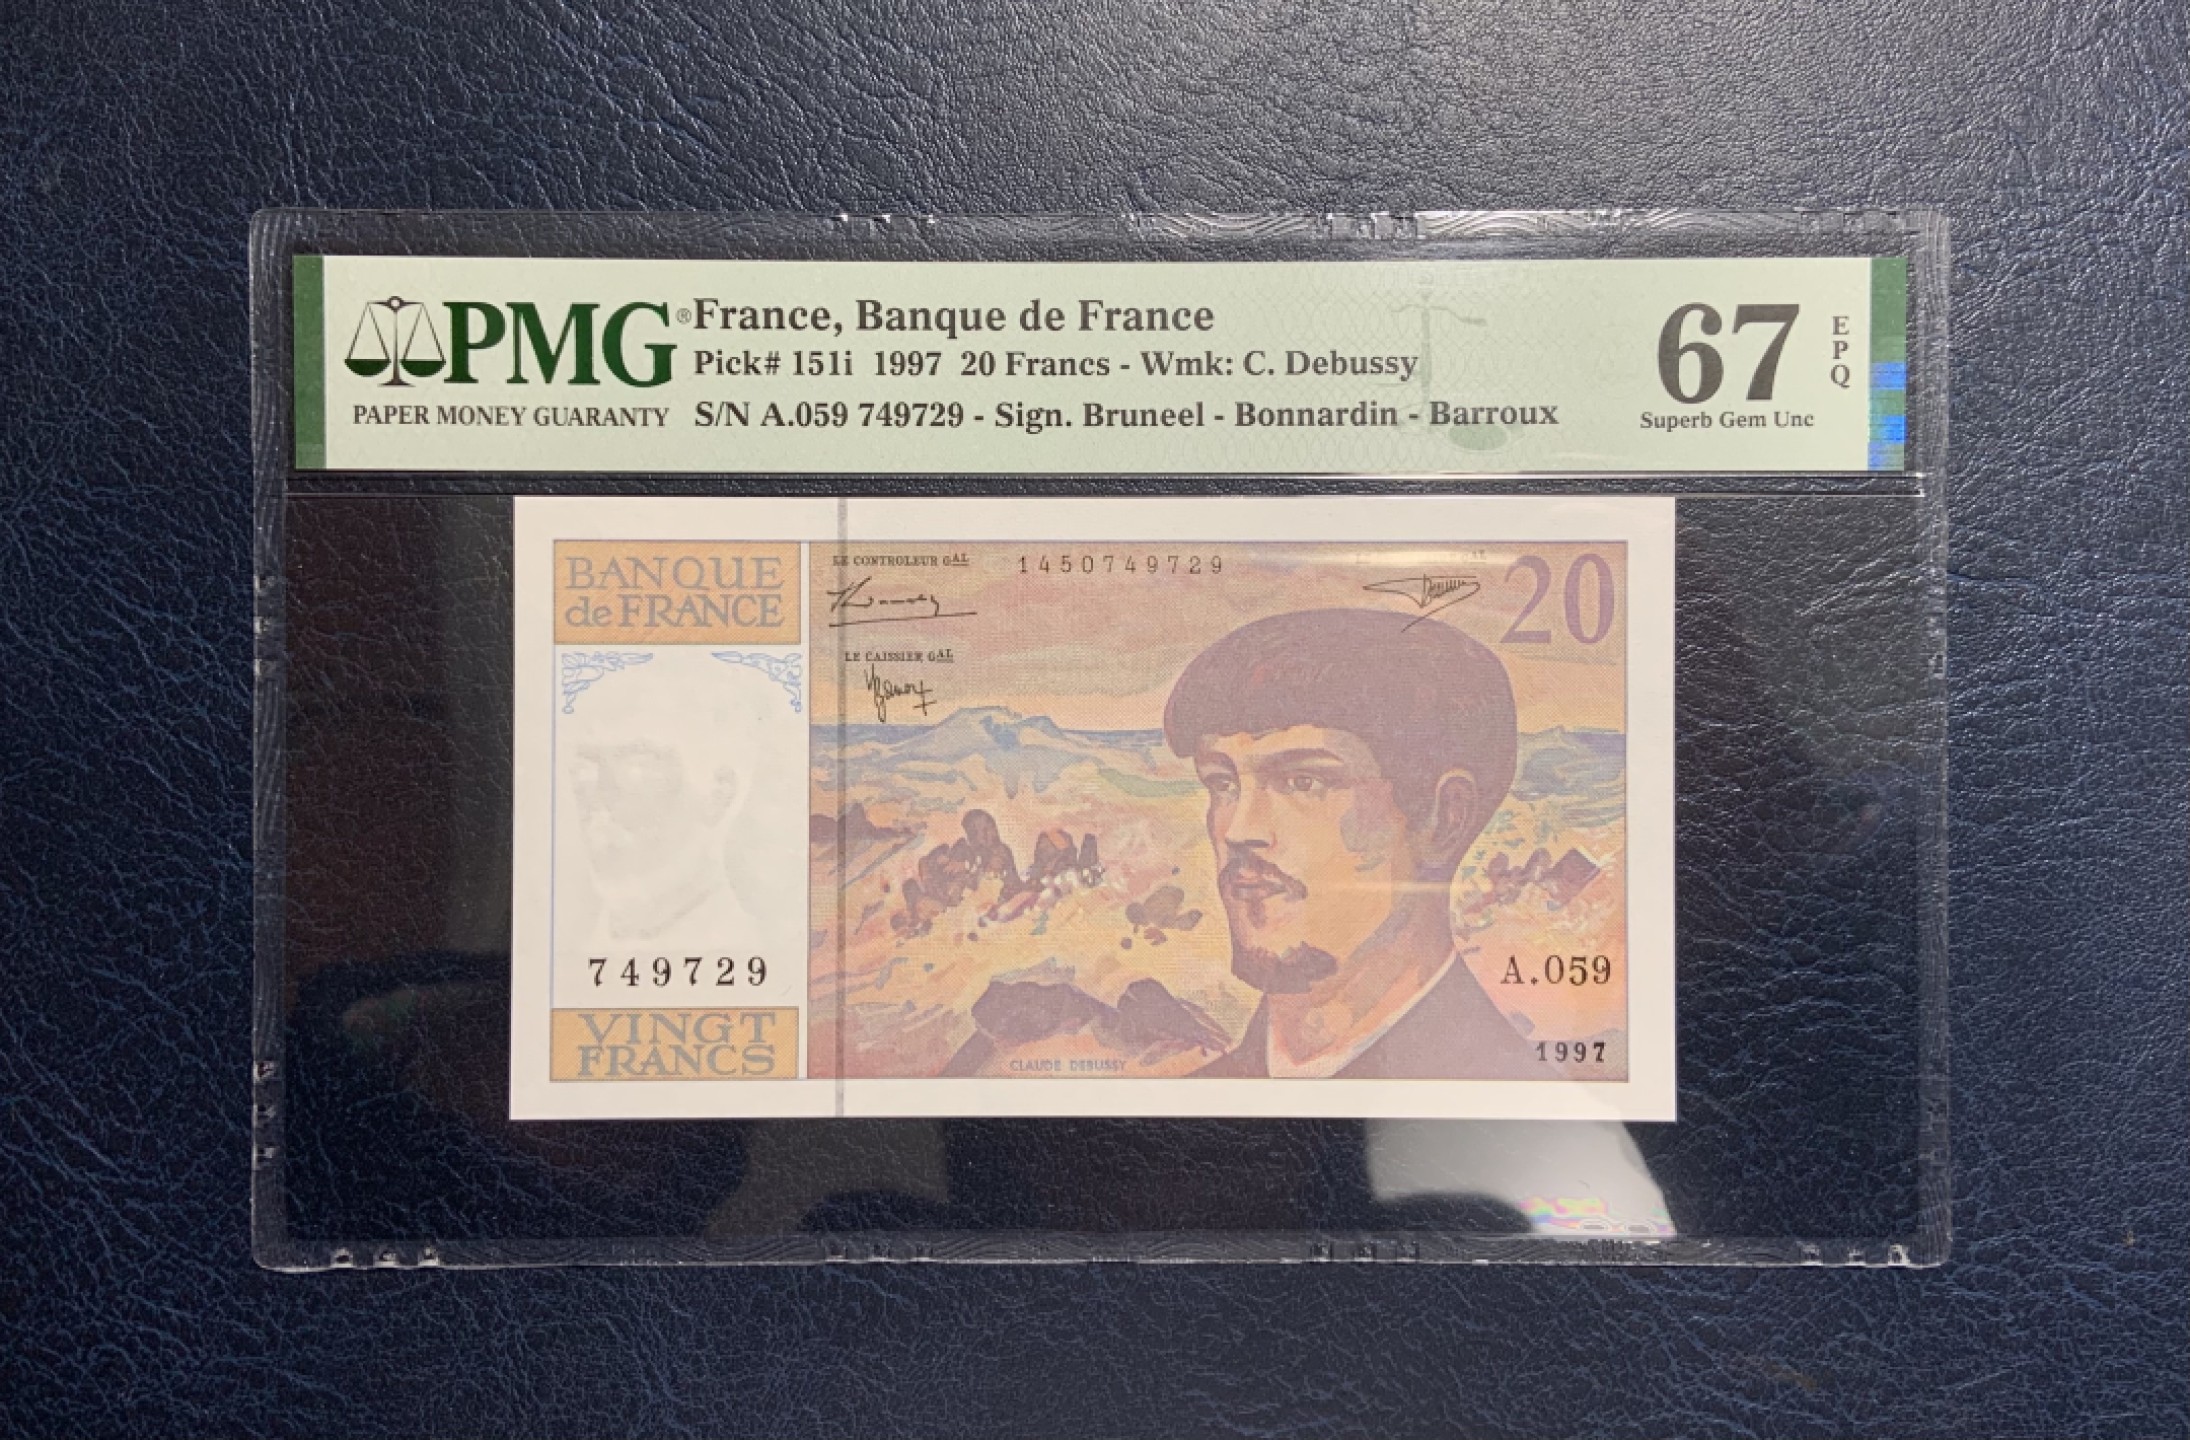 PMG®
PAPER MONEY GUARANTY
France, Banque de France
Pick# 151i 1997 20 Francs - Wmk: C. Debussy
S/N A.059 749729 - Sign. Bruneel - Bonnardin - Barroux
67
EPQ
Superb Gem Unc
BANQUE
de FRANCE
LE CONTROLEUR GAL
1450749729
20
LE CAISSIER GAL
749729
A.059
VINGT
FRANCS
CLAUDE DEBUSSY
1997